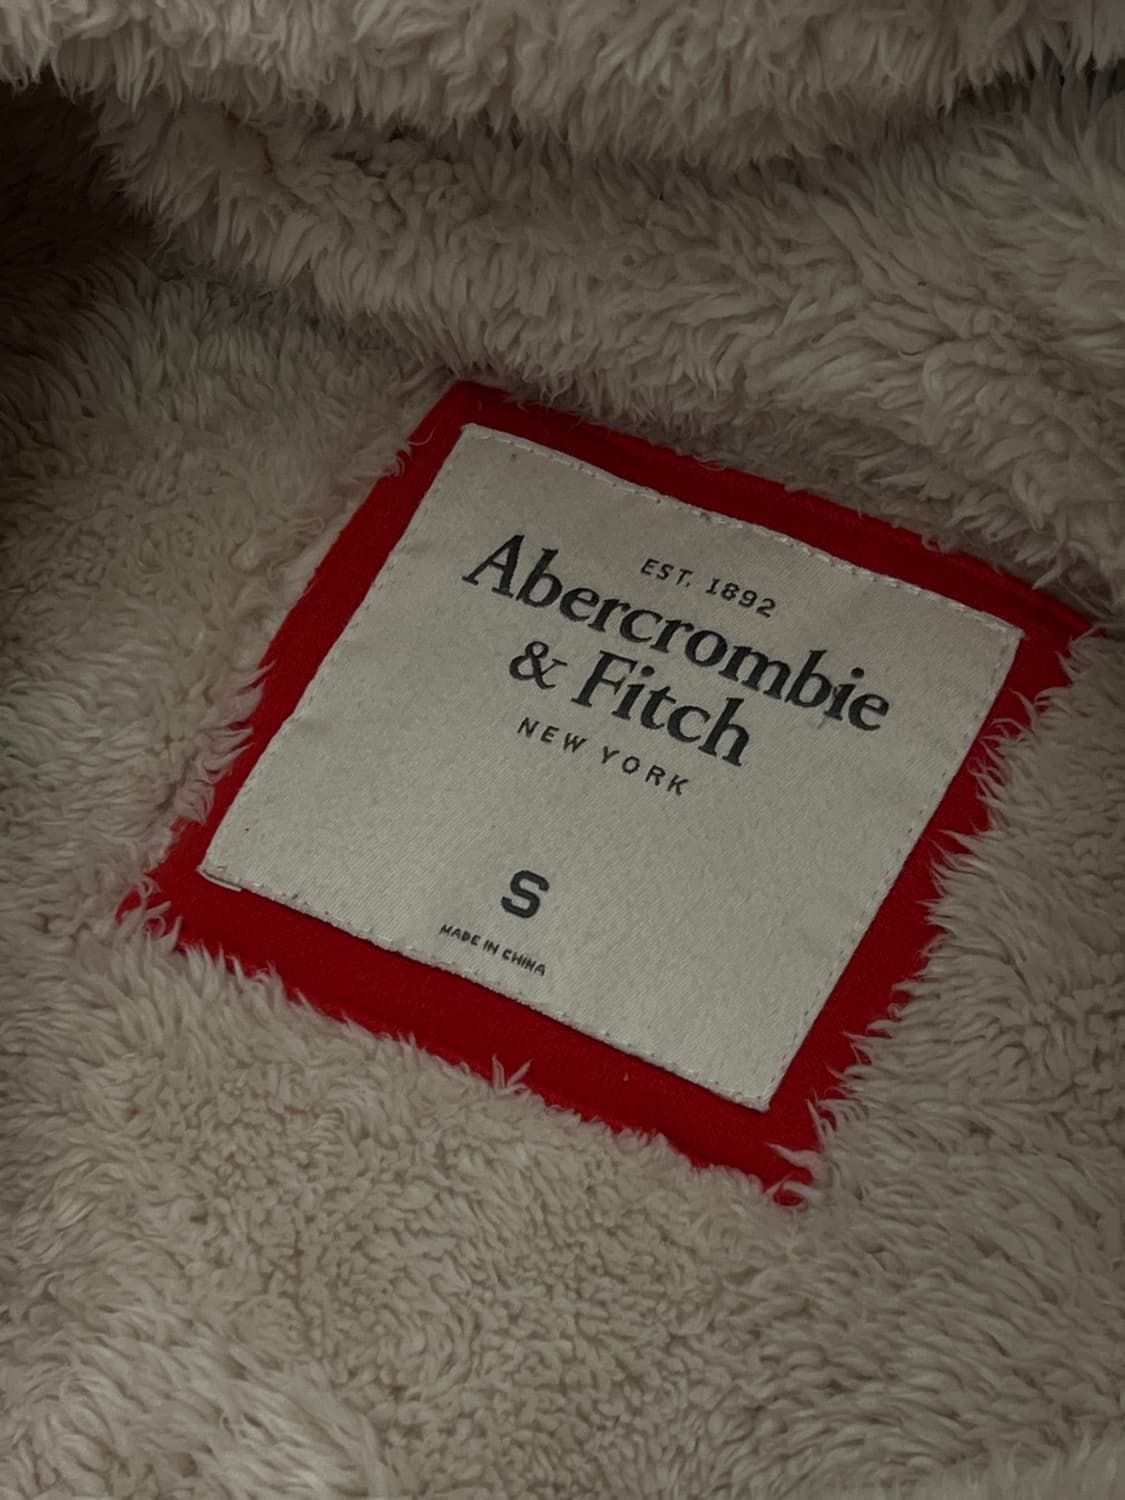 EST. 1892
Abercrombie
& Fitch
NEW YORK
S
MADE IN CHINA